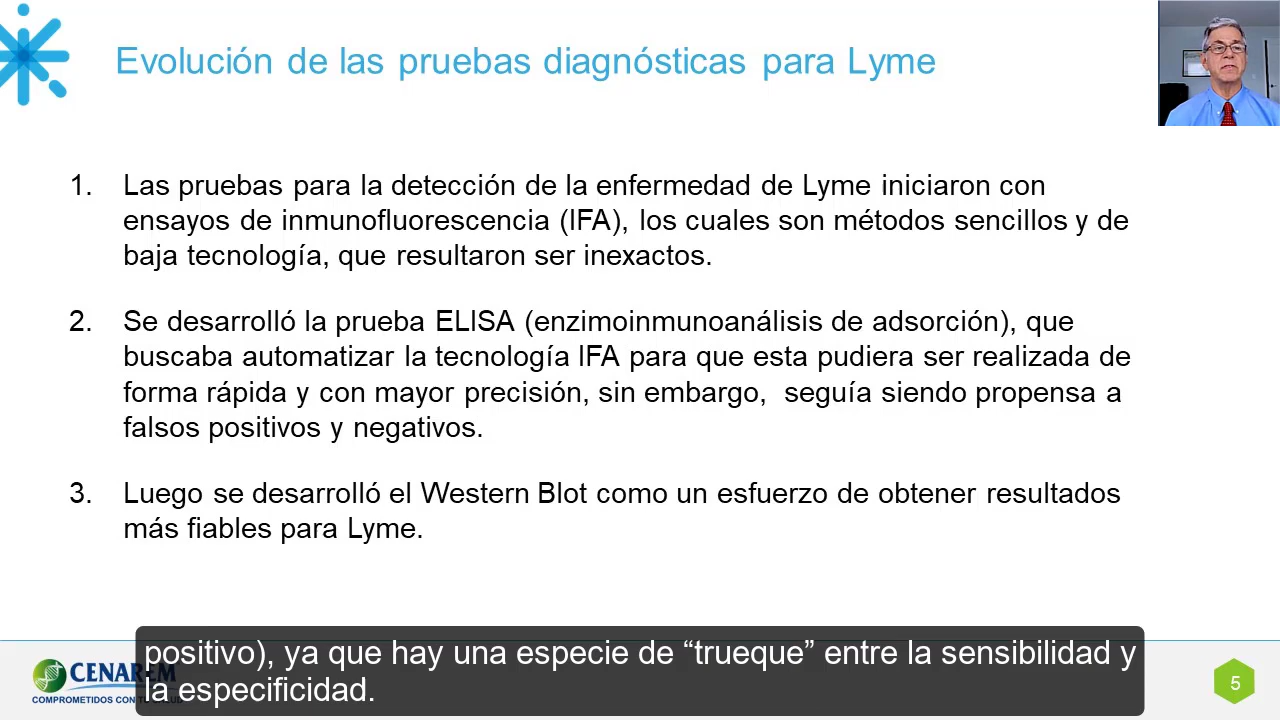 Evolución de las pruebas diagnósticas para Lyme
1. Las pruebas para la detección de la enfermedad de Lyme iniciaron con
ensayos de inmunofluorescencia (IFA), los cuales son métodos sencillos y de
baja tecnología, que resultaron ser inexactos.
2. Se desarrolló la prueba ELISA (enzimoinmunoanálisis de adsorción), que
buscaba automatizar la tecnología IFA para que esta pudiera ser realizada de
forma rápida y con mayor precisión, sin embargo, seguía siendo propensa a
falsos positivos y negativos.
3. Luego se desarrolló el Western Blot como un esfuerzo de obtener resultados
más fiables para Lyme.
positivo), ya que hay una especie de “trueque” entre la sensibilidad y
la especificidad.
CENAREM
COMPROMETIDOS CON TU SALUD
5